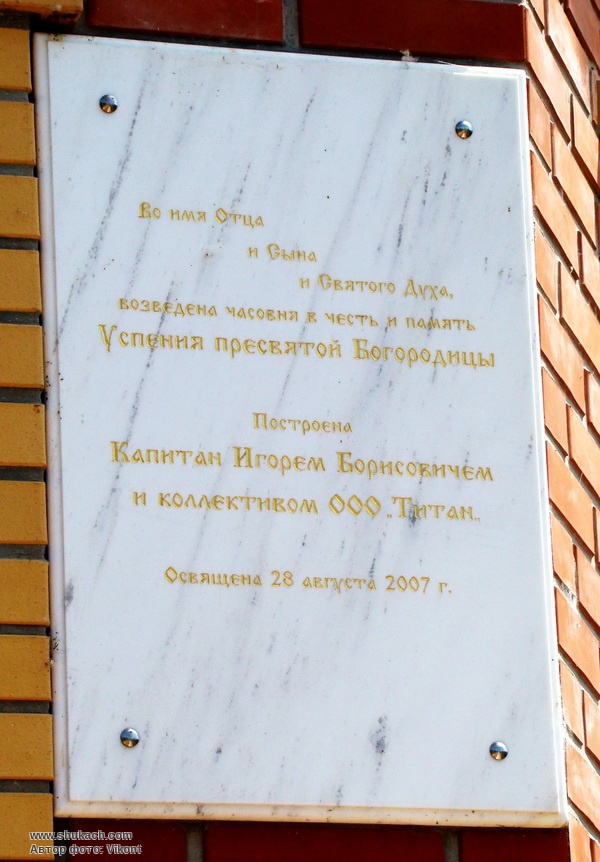 Во имя Отца
и Сына
и Святого Духа,
возведена часовня в честь и память
Успения пресвятой Богородицы
Построена
Капитан Игорем Борисовичем
и коллективом ООО „Титан„
Освящена 28 августа 2007 г.
www.shukach.com
Автор фото: Vikont